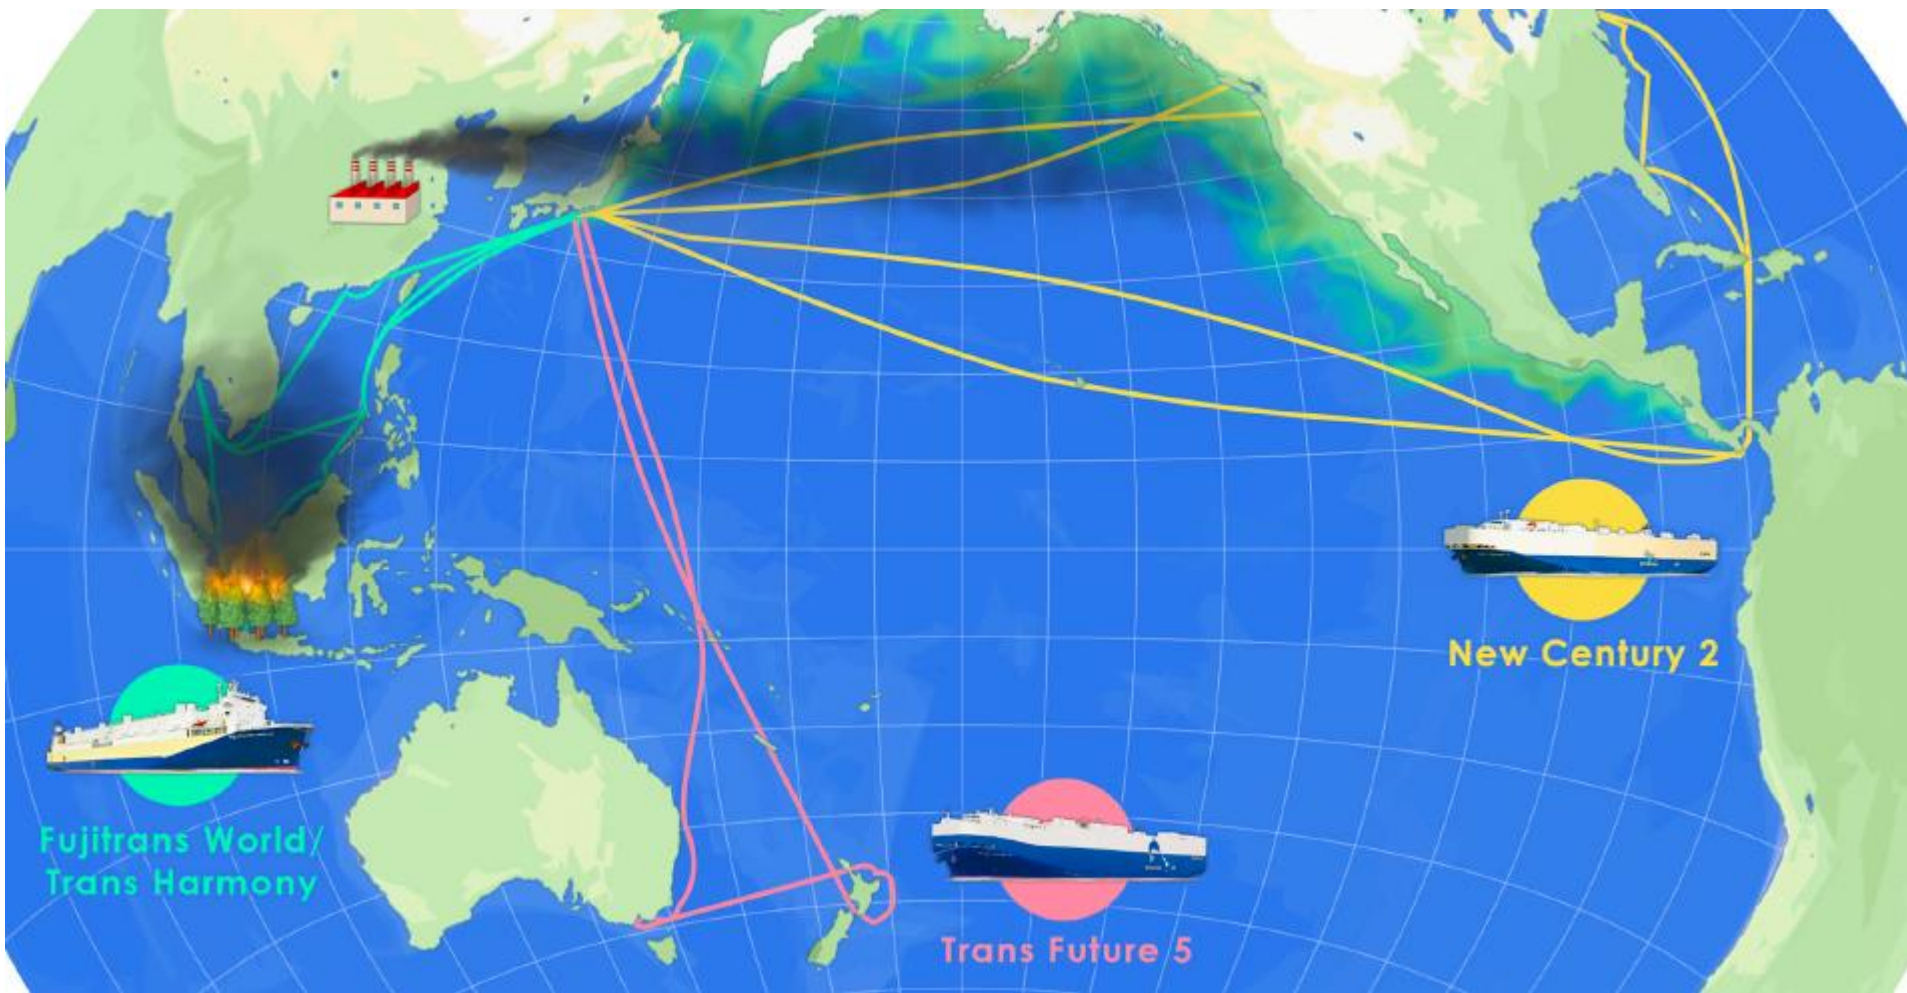 New Century 2
Fujitrans World/
Trans Harmony
Trans Future 5